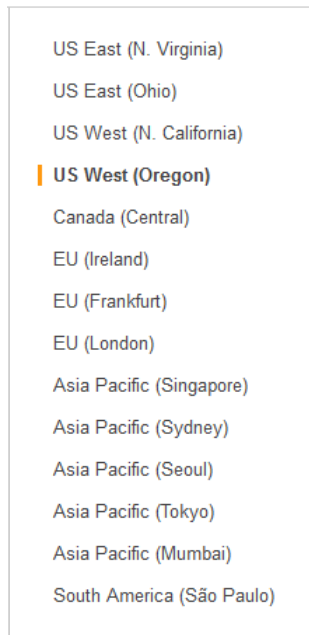 US East (N. Virginia)
US East (Ohio)
US West (N. California)
US West (Oregon)
Canada (Central)
EU (Ireland)
EU (Frankfurt)
EU (London)
Asia Pacific (Singapore)
Asia Pacific (Sydney)
Asia Pacific (Seoul)
Asia Pacific (Tokyo)
Asia Pacific (Mumbai)
South America (São Paulo)